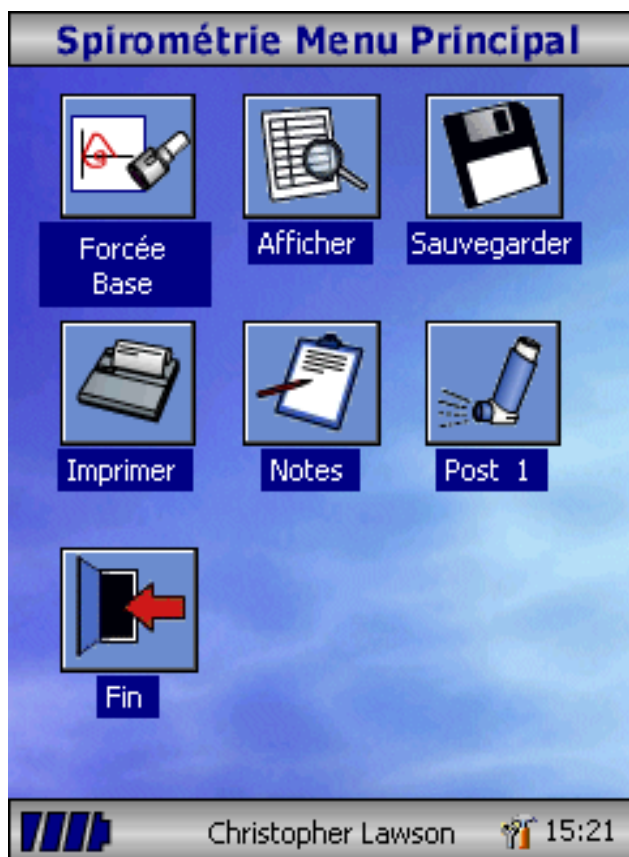 Spirométrie Menu Principal
Forcée
Base
Afficher
Sauvegarder
Imprimer
Notes
Post 1
Fin
Christopher Lawson
15:21